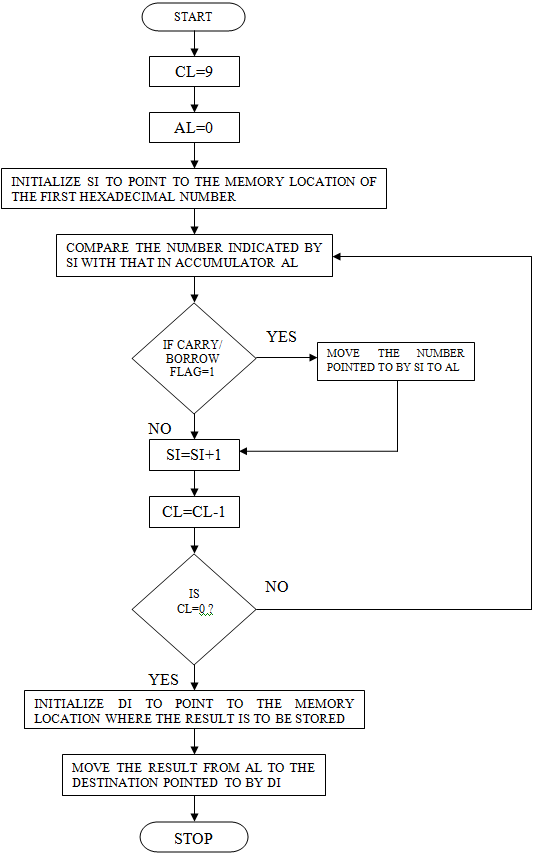 START
CL=9
AL=0
INITIALIZE SI TO POINT TO THE MEMORY LOCATION OF
THE FIRST HEXADECIMAL NUMBER
COMPARE THE NUMBER INDICATED BY
SI WITH THAT IN ACCUMULATOR AL
IF CARRY/
BORROW
FLAG=1
YES
MOVE THE NUMBER
POINTED TO BY SI TO AL
NO
SI=SI+1
CL=CL-1
IS
CL=0 ?
NO
YES
INITIALIZE DI TO POINT TO THE MEMORY
LOCATION WHERE THE RESULT IS TO BE STORED
MOVE THE RESULT FROM AL TO THE
DESTINATION POINTED TO BY DI
STOP